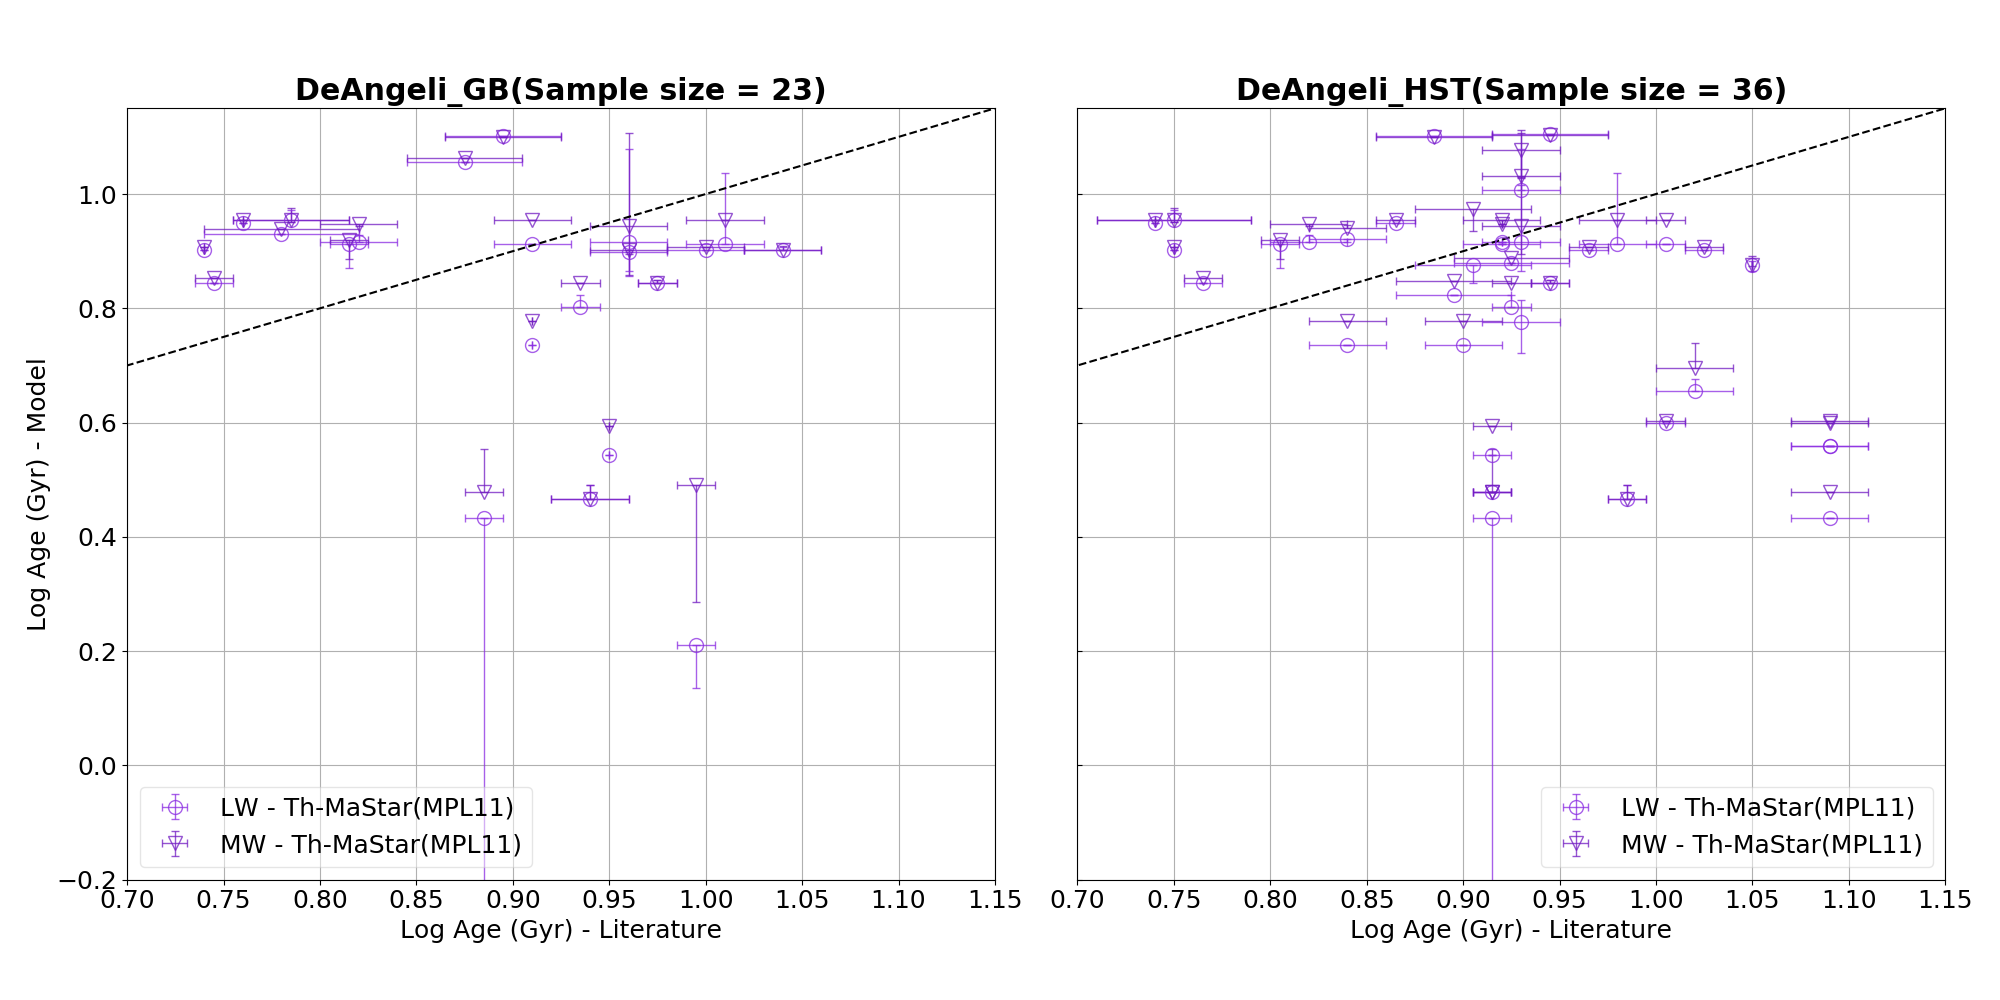 DeAngeli_GB(Sample size = 23)
Log Age (Gyr) - Model
1.0
0.8
0.6
0.4
0.2
0.0
−0.2
LW - Th-MaStar(MPL11)
MW - Th-MaStar(MPL11)
0.70 0.75 0.80 0.85 0.90 0.95 1.00 1.05 1.10 1.15
Log Age (Gyr) - Literature
DeAngeli_HST(Sample size = 36)
LW - Th-MaStar(MPL11)
MW - Th-MaStar(MPL11)
0.70 0.75 0.80 0.85 0.90 0.95 1.00 1.05 1.10 1.15
Log Age (Gyr) - Literature